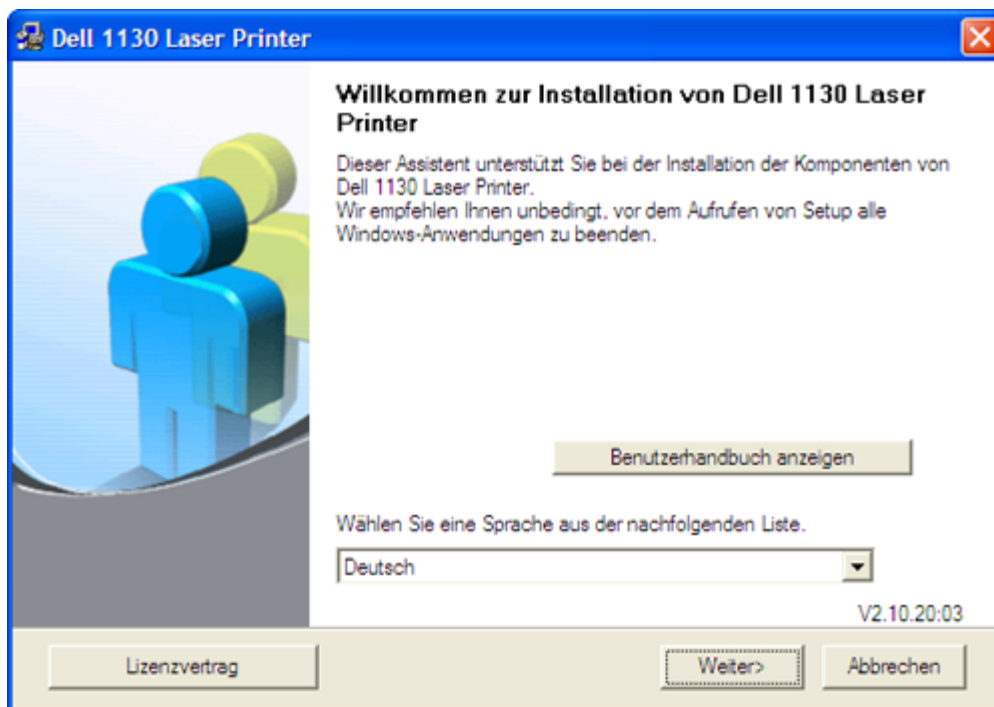 Dell 1130 Laser Printer
Willkommen zur Installation von Dell 1130 Laser
Printer
Dieser Assistent unterstützt Sie bei der Installation der Komponenten von
Dell 1130 Laser Printer.
Wir empfehlen Ihnen unbedingt, vor dem Aufrufen von Setup alle
Windows-Anwendungen zu beenden.
Benutzerhandbuch anzeigen
Wählen Sie eine Sprache aus der nachfolgenden Liste.
Deutsch
V2.10.20:03
Lizenzvertrag
Weiter>
Abbrechen